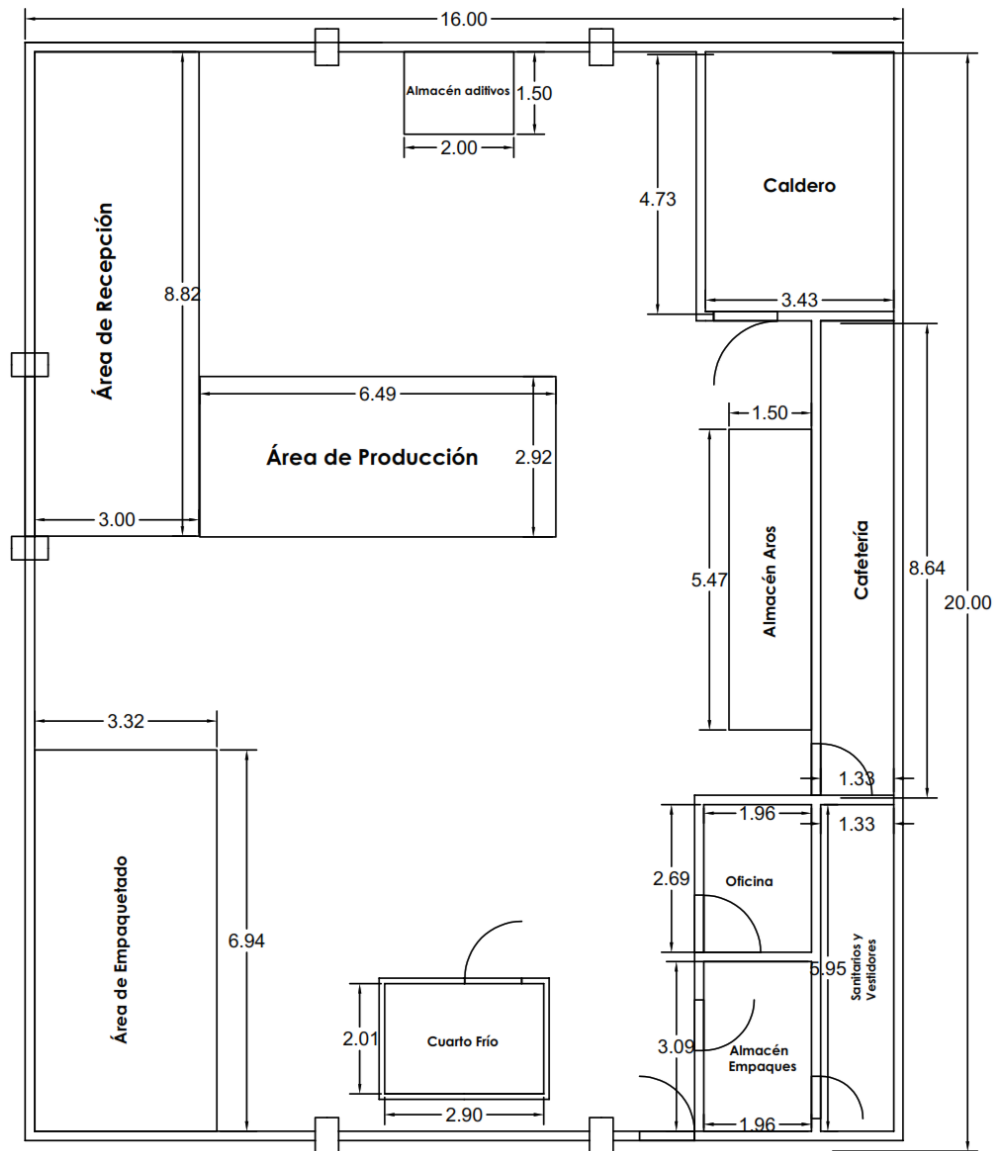 16.00
Almacén aditivos
1.50
2.00
4.73
Caldero
3.43
Área de Recepción
8.82
6.49
Área de Producción
2.92
3.00
1.50
5.47
Almacén Aros
Cafetería
8.64
20.00
3.32
1.33
1.96
1.33
2.69
Oficina
Área de Empaquetado
6.94
5.95
Sanitarios y
Vestidores
2.01
Cuarto Frío
3.09
Almacén
Empaques
2.90
1.96